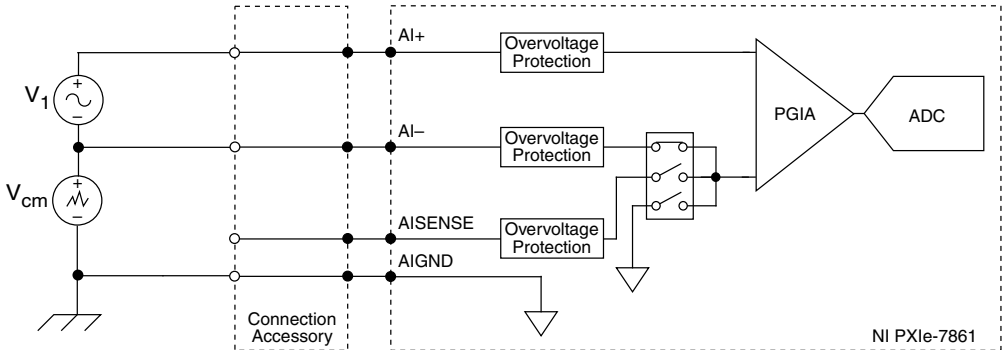 AI+
Overvoltage
Protection
+
V1
−
PGIA
ADC
AI–
Overvoltage
Protection
+
Vcm
−
AISENSE
Overvoltage
Protection
AIGND
Connection
Accessory
NI PXIe-7861